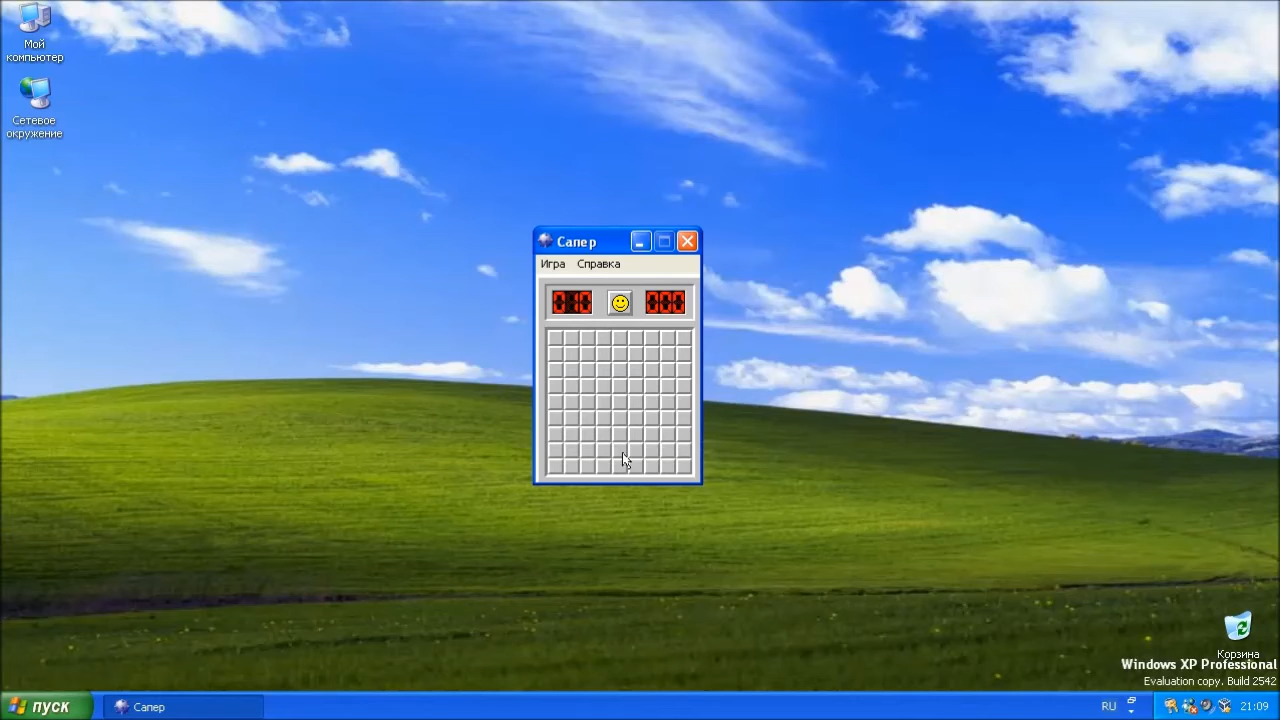 Мой
компьютер
Сетевое
окружение
Сапер
Игра Справка
000
Корзина
Windows XP Professional
Evaluation copy. Build 2542
пуск
Сапер
RU
21:09